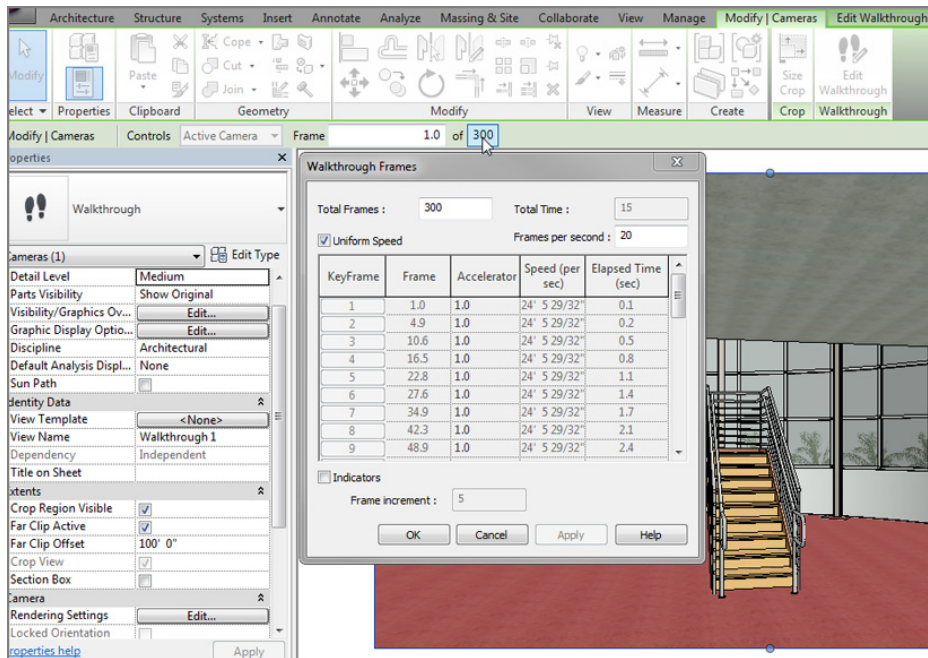 Architecture Structure Systems Insert Annotate Analyze Massing & Site Collaborate View Manage Modify | Cameras Edit Walkthrough
Modify
Paste
Cope
Cut
Join
Size Crop
Edit Walkthrough
elect Properties Clipboard Geometry Modify View Measure Create Crop Walkthrough
Modify | Cameras Controls Active Camera Frame 1.0 of 300
operties
Walkthrough
Cameras (1) Edit Type
Detail Level Medium
Parts Visibility Show Original
Visibility/Graphics Ov... Edit...
Graphic Display Optio... Edit...
Discipline Architectural
Default Analysis Displ... None
Sun Path
dentity Data
View Template <None>
View Name Walkthrough 1
Dependency Independent
Title on Sheet
xtents
Crop Region Visible
Far Clip Active
Far Clip Offset 100' 0"
Crop View
Section Box
Camera
Rendering Settings Edit...
Locked Orientation
roperties help Apply
Walkthrough Frames
Total Frames : 300 Total Time : 15
Uniform Speed Frames per second : 20
KeyFrame Frame Accelerator Speed (per sec) Elapsed Time (sec)
1 1.0 1.0 24' 5 29/32" 0.1
2 4.9 1.0 24' 5 29/32" 0.2
3 10.6 1.0 24' 5 29/32" 0.5
4 16.5 1.0 24' 5 29/32" 0.8
5 22.8 1.0 24' 5 29/32" 1.1
6 27.6 1.0 24' 5 29/32" 1.4
7 34.9 1.0 24' 5 29/32" 1.7
8 42.3 1.0 24' 5 29/32" 2.1
9 48.9 1.0 24' 5 29/32" 2.4
Indicators
Frame increment : 5
OK Cancel Apply Help